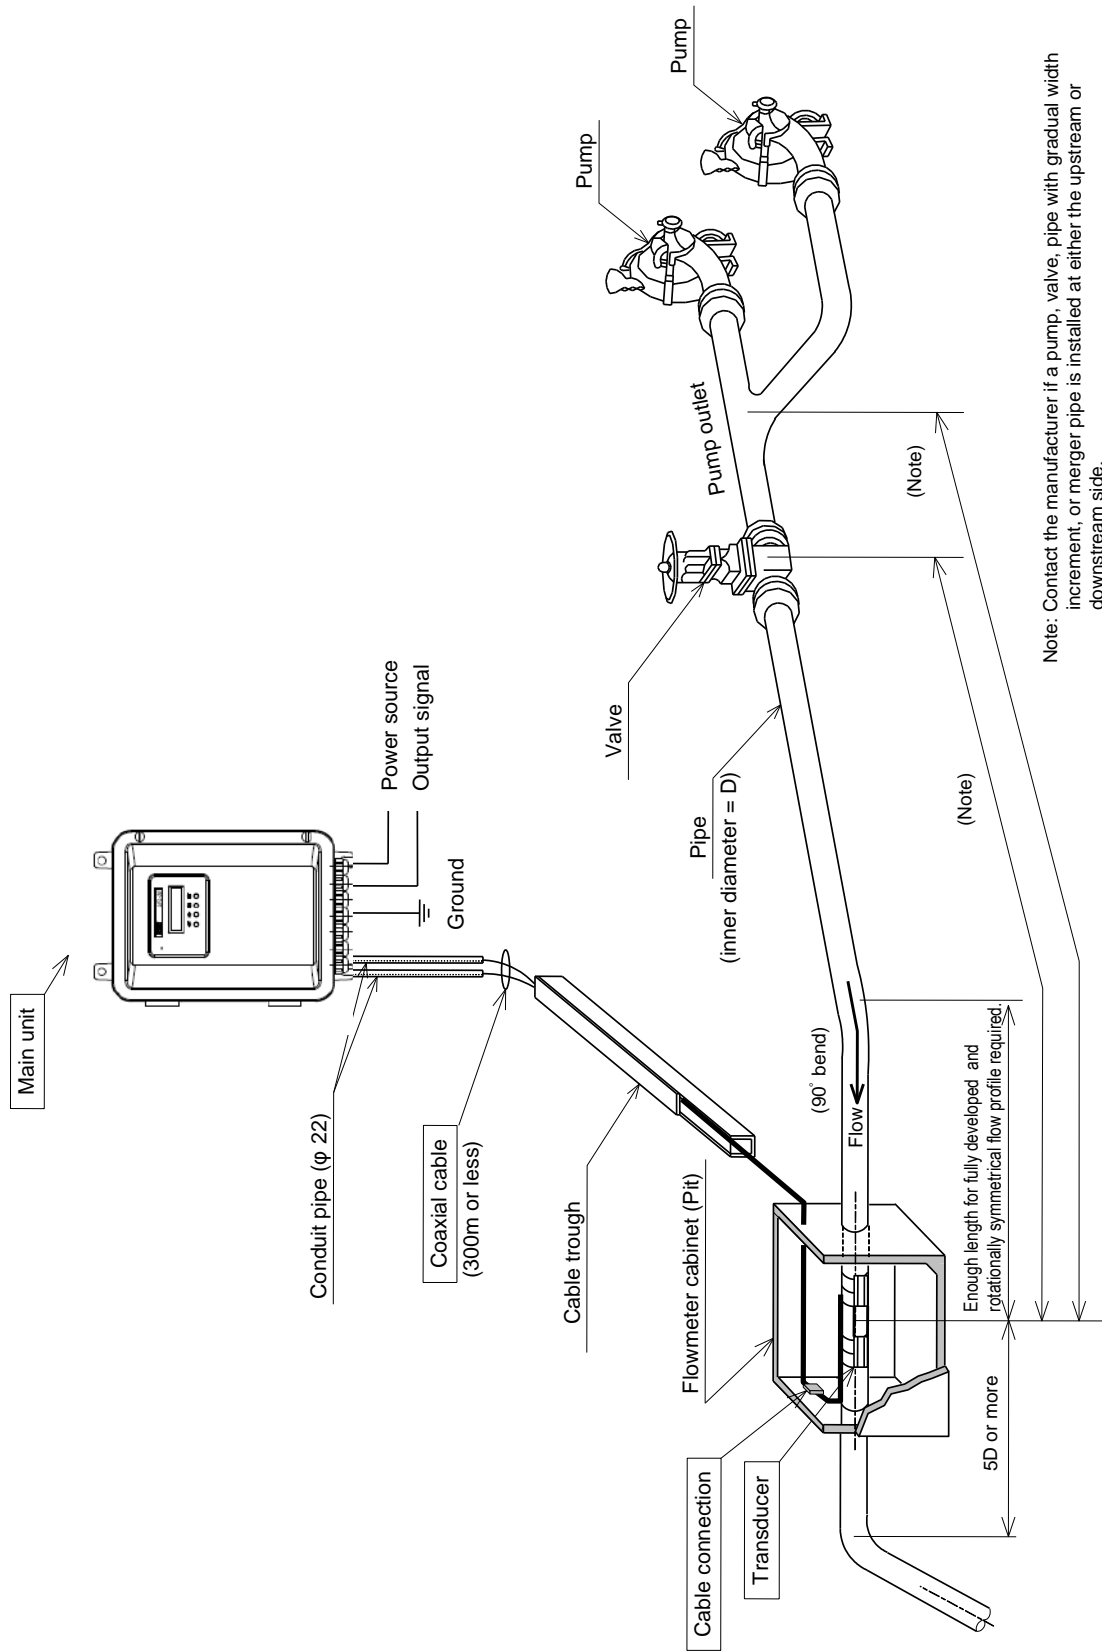 Main unit
Power source
Output signal
Ground
Conduit pipe (φ 22)
Coaxial cable
(300m or less)
Cable trough
Flowmeter cabinet (Pit)
Cable connection
Transducer
Pump
Pump
Pump outlet
Valve
Pipe
(inner diameter = D)
(90° bend)
Flow
Enough length for fully developed and
rotationally symmetrical flow profile required.
5D or more
(Note)
(Note)
Note: Contact the manufacturer if a pump, valve, pipe with gradual width
increment, or merger pipe is installed at either the upstream or
downstream side.